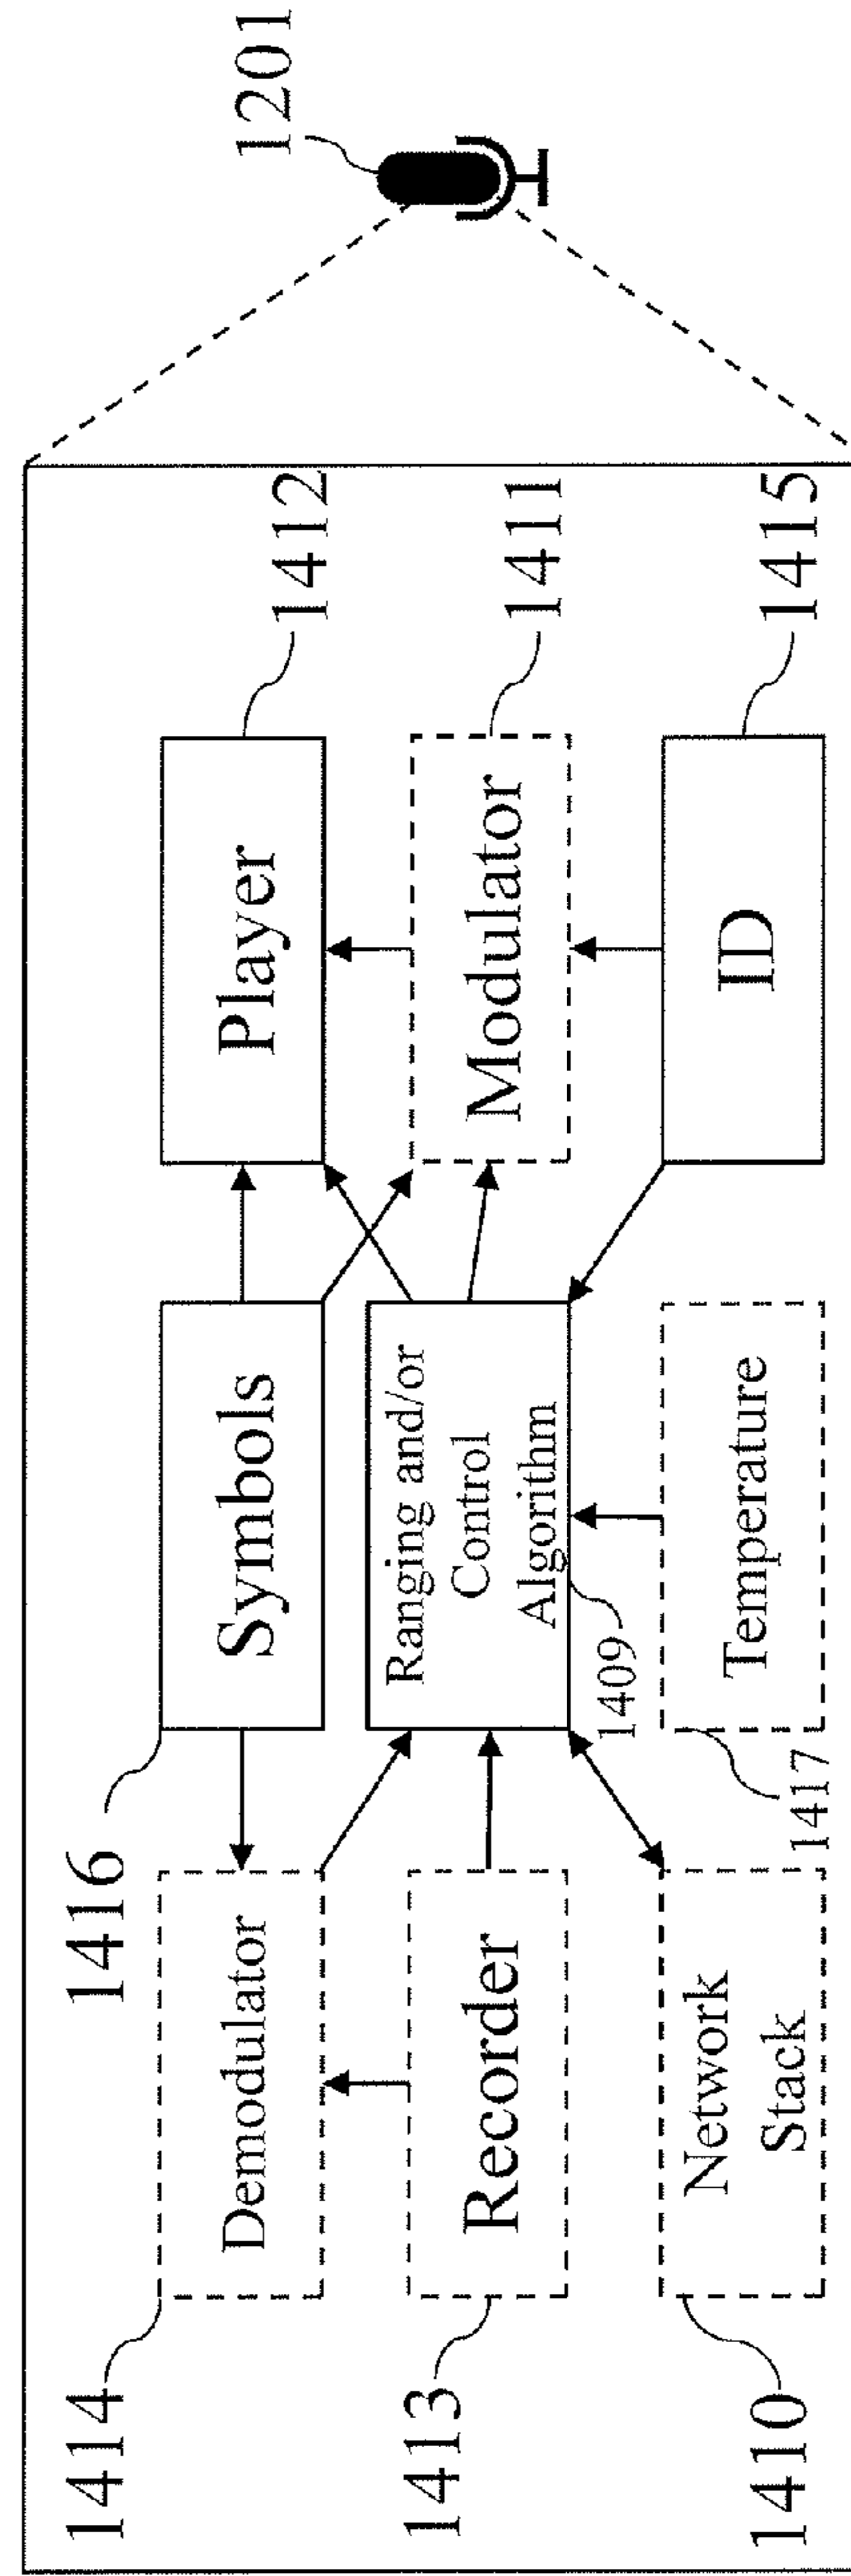 1414
Demodulator
1416
Symbols
Player
1412
1201
1413
Recorder
Ranging and/or
Control
Algorithm
1409
Modulator
1411
1410
Network
Stack
1417
Temperature
ID
1415